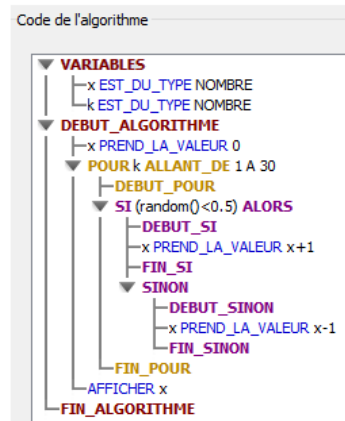 Code de l'algorithme
VARIABLES
x EST_DU_TYPE NOMBRE
k EST_DU_TYPE NOMBRE
DEBUT_ALGORITHME
x PREND_LA_VALEUR 0
POUR k ALLANT_DE 1 A 30
DEBUT_POUR
SI (random()<0.5) ALORS
DEBUT_SI
x PREND_LA_VALEUR x+1
FIN_SI
SINON
DEBUT_SINON
x PREND_LA_VALEUR x-1
FIN_SINON
FIN_POUR
AFFICHER x
FIN_ALGORITHME